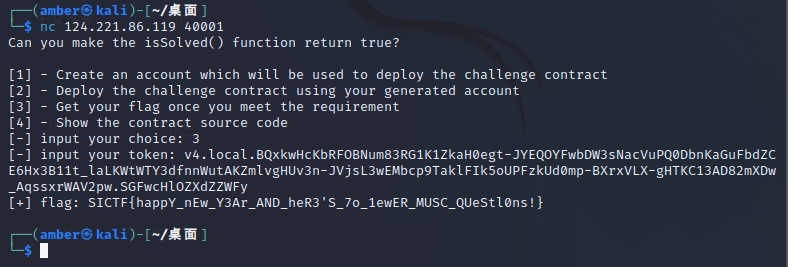 ┌──(amber㉿kali)-[~/桌面]
└─$ nc 124.221.86.119 40001
Can you make the isSolved() function return true?
[1] - Create an account which will be used to deploy the challenge contract
[2] - Deploy the challenge contract using your generated account
[3] - Get your flag once you meet the requirement
[4] - Show the contract source code
[-] input your choice: 3
[-] input your token: v4.local.BQxkwHcKbRFOBNum83RG1K1ZkaH0egt-JYEQOYFwbDW3sNacVuPQ0DbnKaGuFbdZC
E6Hx3B11t_laLKWtWTY3dfnnWutAKZmlvgHUv3n-JVjsL3wEMbcp9TaklFIk5oUPFzkUd0mp-BXrxVLX-gHTKC13AD82mXDw
_AqssxrWAV2pw.SGFwcHlOZXdZZWFy
[+] flag: SICTF{happY_nEw_Y3Ar_AND_heR3'S_7o_1ewER_MUSC_QUeStl0ns!}
┌──(amber㉿kali)-[~/桌面]
└─$